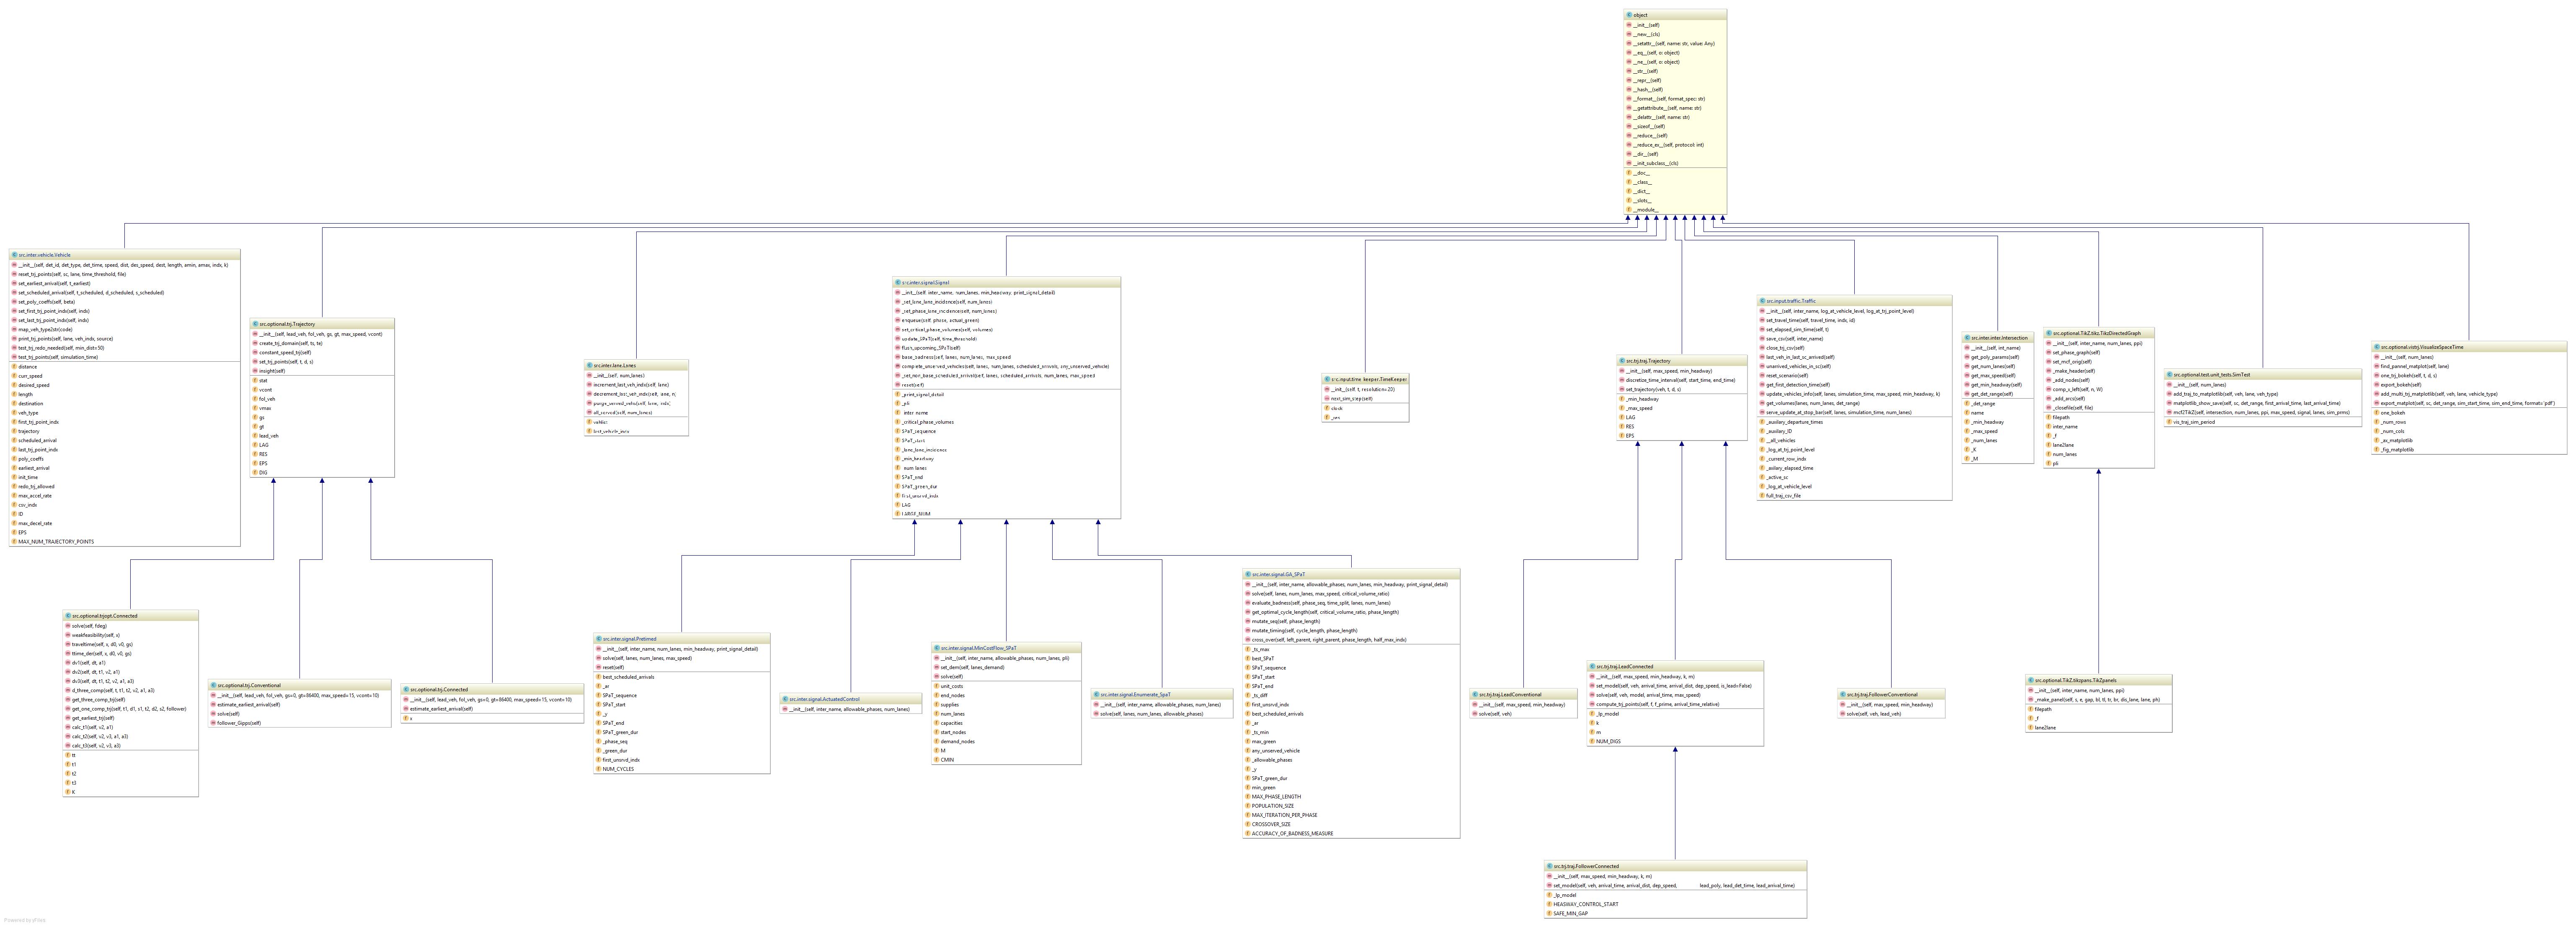 object
__init__(self)
__new__(cls)
__setattr__(self, name: str, value: Any)
__eq__(self, o: object)
__ne__(self, o: object)
__str__(self)
__repr__(self)
__hash__(self)
__format__(self, format_spec: str)
__getattribute__(self, name: str)
__delattr__(self, name: str)
__sizeof__(self)
__reduce__(self)
__reduce_ex__(self, protocol: int)
__dir__(self)
__init_subclass__(cls)
__doc__
__class__
__dict__
__slots__
__module__
src.inter.vehicle.Vehicle
__init__(self, det_id, det_type, det_time, speed, dist, des_speed, dest, length, amin, amax, indx, k)
reset_trj_points(self, sc, lane, time_threshold, file)
set_earliest_arrival(self, t_earliest)
set_scheduled_arrival(self, t_scheduled, d_scheduled, s_scheduled)
set_poly_coeffs(self, beta)
set_first_trj_point_indx(self, indx)
set_last_trj_point_indx(self, indx)
map_veh_type2str(code)
print_trj_points(self, lane, veh_indx, source)
test_trj_redo_needed(self, min_dist=50)
test_trj_points(self, simulation_time)
distance
curr_speed
desired_speed
length
destination
veh_type
first_trj_point_indx
trajectory
scheduled_arrival
last_trj_point_indx
poly_coeffs
earliest_arrival
init_time
redo_trj_allowed
max_accel_rate
csv_indx
ID
max_decel_rate
EPS
MAX_NUM_TRAJECTORY_POINTS
src.optional.trj.Trajectory
__init__(self, lead_veh, fol_veh, gs, gt, max_speed, vcont)
create_trj_domain(self, ts, te)
constant_speed_trj(self)
set_trj_points(self, t, d, s)
insight(self)
stat
vcont
fol_veh
vmax
gs
gt
lead_veh
LAG
RES
EPS
DIG
src.inter.lane.Lanes
__init__(self, num_lanes)
increment_last_veh_indx(self, lane)
decrement_last_veh_indx(self, lane, n)
purge_served_vehs(self, lane, indx)
all_served(self, num_lanes)
vehlist
last_vehicle_indx
src.inter.signal.Signal
__init__(self, inter_name, num_lanes, min_headway, print_signal_detail)
_set_lane_lane_incidence(self, num_lanes)
_set_phase_lane_incidence(self, num_lanes)
enqueue(self, phase, actual_green)
set_critical_phase_volumes(self, volumes)
update_SPaT(self, time_threshold)
flush_upcoming_SPaTs(self)
base_badness(self, lanes, num_lanes, max_speed)
complete_unserved_vehicles(self, lanes, num_lanes, scheduled_arrivals, any_unserved_vehicle)
_set_non_base_scheduled_arrival(self, lanes, scheduled_arrivals, num_lanes, max_speed)
reset(self)
_print_signal_detail
_pli
_inter_name
_critical_phase_volumes
SPaT_sequence
SPaT_start
_lane_lane_incidence
_min_headway
_num_lanes
SPaT_end
SPaT_green_dur
first_unsrvd_indx
LAG
LARGE_NUM
src.input.time_keeper.TimeKeeper
__init__(self, t, resolution=20)
next_sim_step(self)
clock
_res
src.trj.traj.Trajectory
__init__(self, max_speed, min_headway)
discretize_time_interval(self, start_time, end_time)
set_trajectory(veh, t, d, s)
_min_headway
_max_speed
LAG
RES
EPS
src.input.traffic.Traffic
__init__(self, inter_name, log_at_vehicle_level, log_at_trj_point_level)
set_travel_time(self, travel_time, indx, id)
set_elapsed_sim_time(self, t)
save_csv(self, inter_name)
close_trj_csv(self)
last_veh_in_last_sc_arrived(self)
unarrived_vehicles_in_sc(self)
reset_scenario(self)
get_first_detection_time(self)
update_vehicles_info(self, lanes, simulation_time, max_speed, min_headway, k)
get_volumes(lanes, num_lanes, det_range)
serve_update_at_stop_bar(self, lanes, simulation_time, num_lanes)
_auxilary_departure_times
_auxilary_ID
__all_vehicles
_log_at_trj_point_level
_current_row_indx
_axilary_elapsed_time
_active_sc
_log_at_vehicle_level
full_traj_csv_file
src.inter.inter.Intersection
__init__(self, int_name)
get_poly_params(self)
get_num_lanes(self)
get_max_speed(self)
get_min_headway(self)
get_det_range(self)
_det_range
name
_min_headway
_max_speed
_num_lanes
_K
_M
src.optional.TikZ.tikz.TikzDirectedGraph
__init__(self, inter_name, num_lanes, ppi)
set_phase_graph(self)
set_mcf_orig(self)
_make_header(self)
_add_nodes(self)
comp_x_left(self, n, W)
_add_arcs(self)
_closefile(self, file)
filepath
inter_name
_f
lane2lane
num_lanes
pli
src.optional.test.unit_tests.SimTest
__init__(self, num_lanes)
add_traj_to_matplotlib(self, veh, lane, veh_type)
matplotlib_show_save(self, sc, det_range, first_arrival_time, last_arrival_time)
mcf2TikZ(self, intersection, num_lanes, ppi, max_speed, signal, lanes, sim_prms)
vis_traj_sim_period
src.optional.vistrj.VisualizeSpaceTime
__init__(self, num_lanes)
find_pannel_matplot(self, lane)
one_trj_bokeh(self, t, d, s)
export_bokeh(self)
add_multi_trj_matplotlib(self, veh, lane, vehicle_type)
export_matplot(self, sc, det_range, sim_start_time, sim_end_time, format='pdf')
one_bokeh
_num_rows
_num_cols
_ax_matplotlib
_fig_matplotlib
src.optional.trjopt.Connected
solve(self, fdeg)
weakfeasibility(self, x)
traveltime(self, x, d0, v0, gs)
ttime_der(self, x, d0, v0, gs)
dv1(self, dt, a1)
dv2(self, dt, t1, v2, a1)
dv3(self, dt, t1, t2, v2, a1, a3)
d_three_comp(self, t, t1, t2, v2, a1, a3)
get_three_comp_trj(self)
get_one_comp_trj(self, t1, d1, v1, t2, d2, s2, follower)
get_earliest_trj(self)
calc_t1(self, v2, a1)
calc_t2(self, v2, v3, a1, a3)
calc_t3(self, v2, v3, a3)
tt
t1
t2
t3
K
src.optional.trj.Conventional
__init__(self, lead_veh, fol_veh, gs=0, gt=86400, max_speed=15, vcont=10)
estimate_earliest_arrival(self)
solve(self)
follower_Gipps(self)
src.optional.trj.Connected
__init__(self, lead_veh, fol_veh, gs=0, gt=86400, max_speed=15, vcont=10)
estimate_earliest_arrival(self)
x
src.inter.signal.Pretimed
__init__(self, inter_name, num_lanes, min_headway, print_signal_detail)
solve(self, lanes, num_lanes, max_speed)
reset(self)
best_scheduled_arrivals
_ar
SPaT_sequence
SPaT_start
_y
SPaT_end
SPaT_green_dur
_phase_seq
_green_dur
first_unsrvd_indx
NUM_CYCLES
src.inter.signal.ActuatedControl
__init__(self, inter_name, allowable_phases, num_lanes)
src.inter.signal.MinCostFlow_SPaT
__init__(self, inter_name, allowable_phases, num_lanes, pli)
set_dem(self, lanes_demand)
solve(self)
unit_costs
end_nodes
supplies
num_lanes
capacities
start_nodes
demand_nodes
M
CMIN
src.inter.signal.Enumerate_SpaT
__init__(self, inter_name, allowable_phases, num_lanes)
solve(self, lanes, num_lanes, allowable_phases)
src.inter.signal.GA_SPaT
__init__(self, inter_name, allowable_phases, num_lanes, min_headway, print_signal_detail)
solve(self, lanes, num_lanes, max_speed, critical_volume_ratio)
evaluate_badness(self, phase_seq, time_split, lanes, num_lanes)
get_optimal_cycle_length(self, critical_volume_ratio, phase_length)
mutate_seq(self, phase_length)
mutate_timing(self, cycle_length, phase_length)
cross_over(self, left_parent, right_parent, phase_length, half_max_indx)
_ts_max
best_SPaT
SPaT_sequence
SPaT_start
SPaT_end
_ts_diff
first_unsrvd_indx
best_scheduled_arrivals
_ar
_ts_min
max_green
any_unserved_vehicle
_allowable_phases
_y
SPaT_green_dur
min_green
MAX_PHASE_LENGTH
POPULATION_SIZE
MAX_ITERATION_PER_PHASE
CROSSOVER_SIZE
ACCURACY_OF_BADNESS_MEASURE
src.trj.traj.LeadConventional
__init__(self, max_speed, min_headway)
solve(self, veh)
src.trj.traj.LeadConnected
__init__(self, max_speed, min_headway, k, m)
set_model(self, veh, arrival_time, arrival_dist, dep_speed, is_lead=False)
solve(self, veh, model, arrival_time, max_speed)
compute_trj_points(self, f, f_prime, arrival_time_relative)
_lp_model
k
m
NUM_DIGS
src.trj.traj.FollowerConventional
__init__(self, max_speed, min_headway)
solve(self, veh, lead_veh)
src.optional.TikZ.tikzpans.TikZpanels
__init__(self, inter_name, num_lanes, ppi)
_make_panel(self, s, e, gap, bl, tl, tr, br, dis_lane, lane, ph)
filepath
_f
lane2lane
src.trj.traj.FollowerConnected
__init__(self, max_speed, min_headway, k, m)
set_model(self, veh, arrival_time, arrival_dist, dep_speed, lead_poly, lead_det_time, lead_arrival_time)
_lp_model
HEASWAY_CONTROL_START
SAFE_MIN_GAP
Powered by yFiles